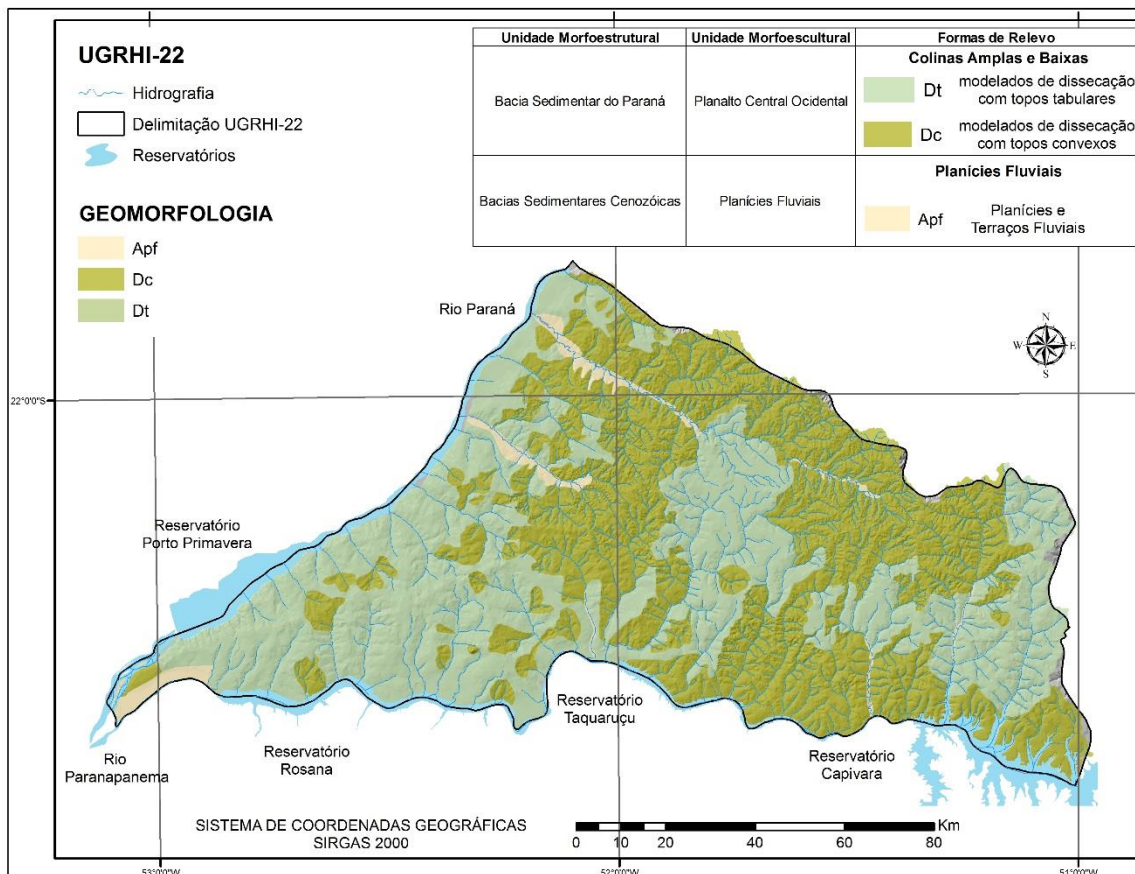 UGRHI-22
Hidrografia
Delimitação UGRHI-22
Reservatórios
GEOMORFOLOGIA
Apf
Dc
Dt
Unidade Morfoestrutural
Unidade Morfoescultural
Formas de Relevo
Bacia Sedimentar do Paraná
Planalto Central Ocidental
Colinas Amplas e Baixas
Dt modelados de dissecação
com topos tabulares
Dc modelados de dissecação
com topos convexos
Bacias Sedimentares Cenozóicas
Planícies Fluviais
Planícies Fluviais
Apf Planícies e
Terraços Fluviais
Rio Paraná
N
W E
S
22°0'0"S
Reservatório
Porto Primavera
Rio
Paranapanema
Reservatório
Rosana
Reservatório
Taquaruçu
Reservatório
Capivara
SISTEMA DE COORDENADAS GEOGRÁFICAS
SIRGAS 2000
Km
0 5 10 20 40 60 80
53°0'0"W
52°0'0"W
51°0'0"W